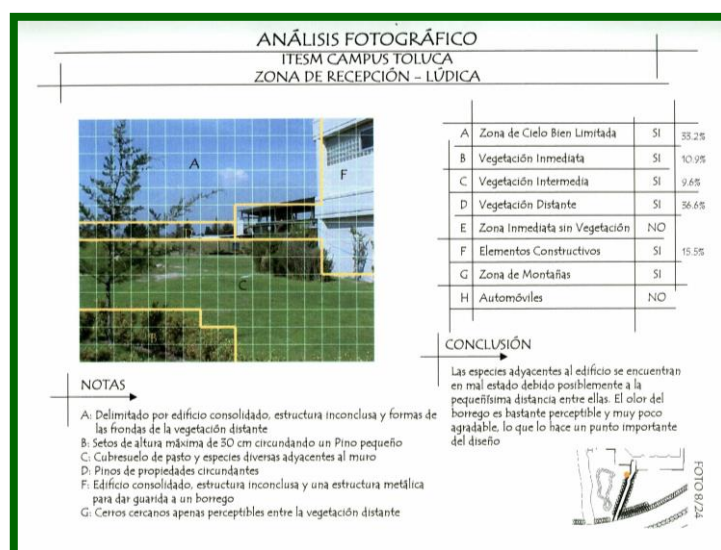 ANÁLISIS FOTOGRÁFICO
ITESM CAMPUS TOLUCA
ZONA DE RECEPCIÓN – LÚDICA
A
F
C
B
A Zona de Cielo Bien Limitada SI 33.2%
B Vegetación Inmediata SI 10.9%
C Vegetación Intermedia SI 9.6%
D Vegetación Distante SI 36.6%
E Zona Inmediata sin Vegetación NO
F Elementos Constructivos SI 15.5%
G Zona de Montañas SI
H Automóviles NO
NOTAS
A: Delimitado por edificio consolidado, estructura inconclusa y formas de
las frondas de la vegetación distante
B: Setos de altura máxima de 30 cm circundando un Pino pequeño
C: Cubresuelo de pasto y especies diversas adyacentes al muro
D: Pinos de propiedades circundantes
F: Edificio consolidado, estructura inconclusa y una estructura metálica
para dar guarida a un borrego
G: Cerros cercanos apenas perceptibles entre la vegetación distante
CONCLUSIÓN
Las especies adyacentes al edificio se encuentran
en mal estado debido posiblemente a la
pequeñísima distancia entre ellas. El olor del
borrego es bastante perceptible y muy poco
agradable, lo que lo hace un punto importante
del diseño
FOTO 8/24